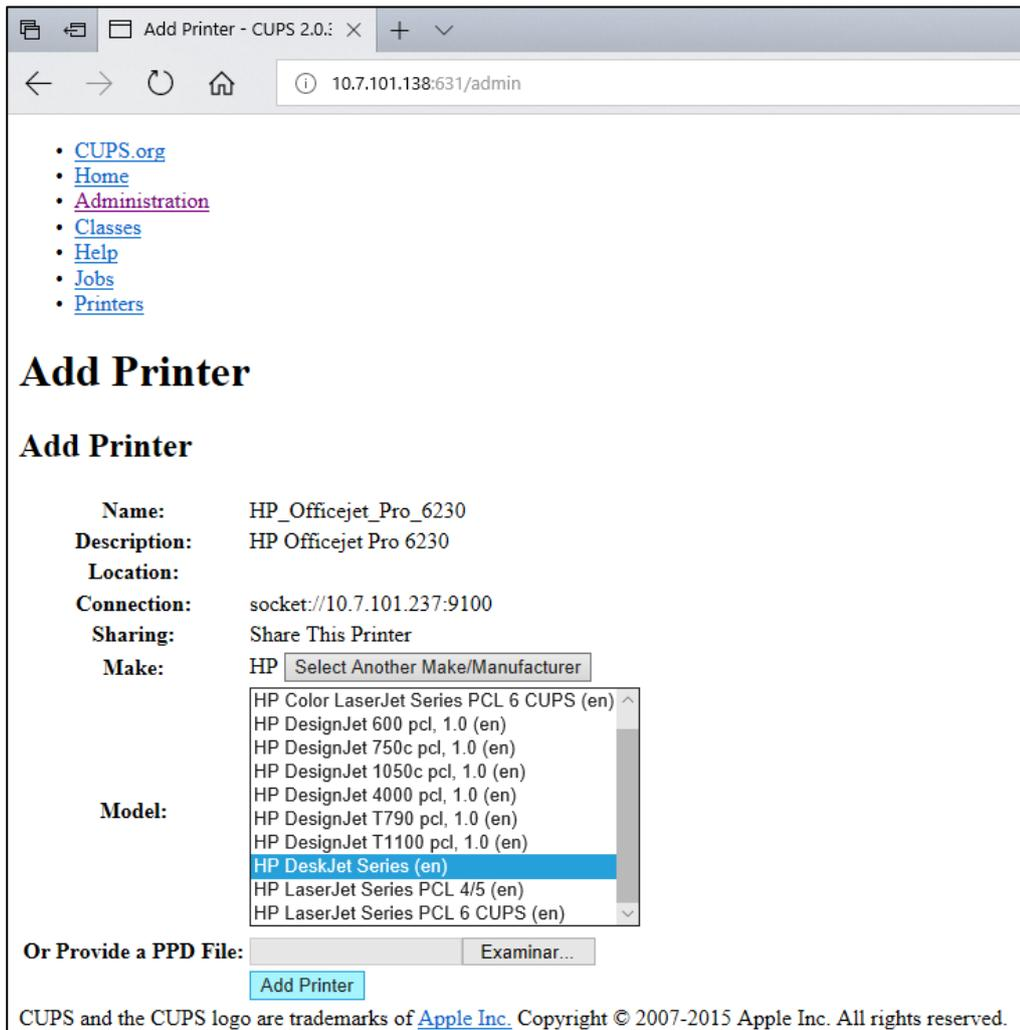 Add Printer - CUPS 2.0.
10.7.101.138:631/admin
• CUPS.org
• Home
• Administration
• Classes
• Help
• Jobs
• Printers
Add Printer
Add Printer
Name: HP_Officejet_Pro_6230
Description: HP Officejet Pro 6230
Location:
Connection: socket://10.7.101.237:9100
Sharing: Share This Printer
Make: HP Select Another Make/Manufacturer
Model:
HP Color LaserJet Series PCL 6 CUPS (en)
HP DesignJet 600 pcl, 1.0 (en)
HP DesignJet 750c pcl, 1.0 (en)
HP DesignJet 1050c pcl, 1.0 (en)
HP DesignJet 4000 pcl, 1.0 (en)
HP DesignJet T790 pcl, 1.0 (en)
HP DesignJet T1100 pcl, 1.0 (en)
HP DeskJet Series (en)
HP LaserJet Series PCL 4/5 (en)
HP LaserJet Series PCL 6 CUPS (en)
Or Provide a PPD File: Examinar...
Add Printer
CUPS and the CUPS logo are trademarks of Apple Inc. Copyright © 2007-2015 Apple Inc. All rights reserved.